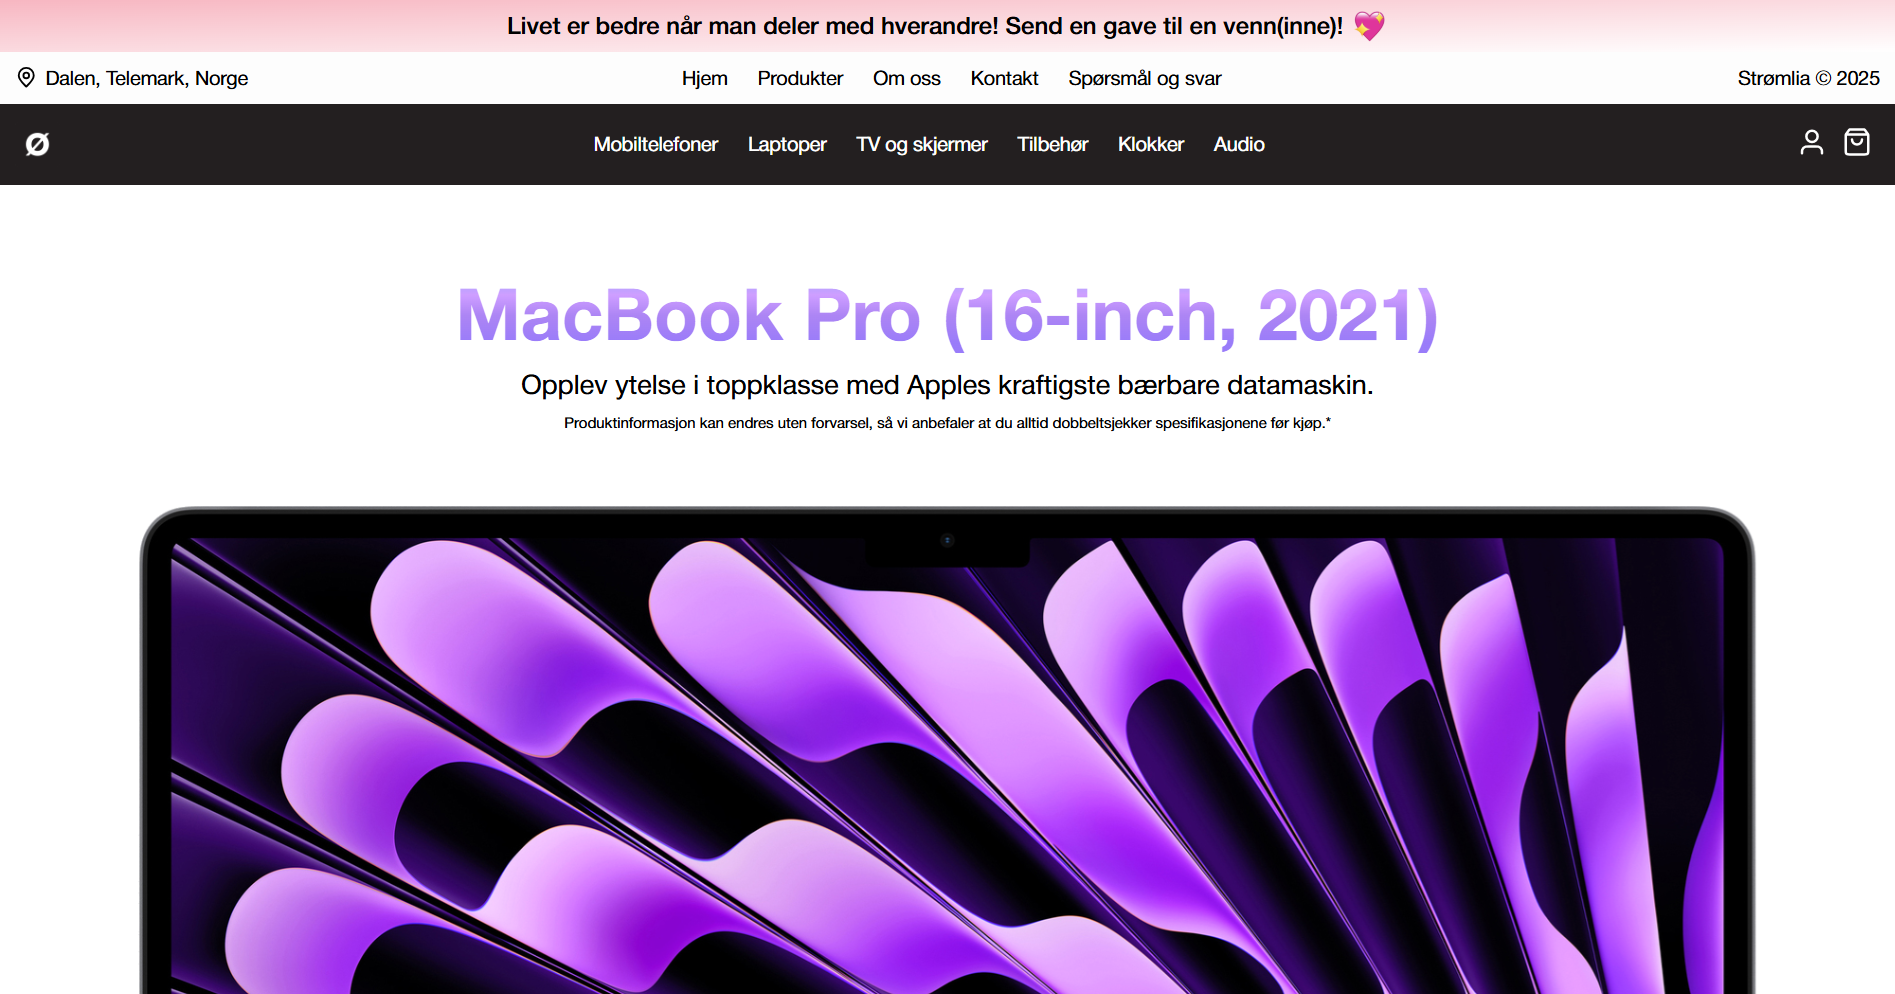 Livet er bedre når man deler med hverandre! Send en gave til en venn(inne)! 💖
Dalen, Telemark, Norge
Hjem Produkter Om oss Kontakt Spørsmål og svar
Strømlia © 2025
Ø
Mobiltelefoner Laptoper TV og skjermer Tilbehør Klokker Audio
MacBook Pro (16-inch, 2021)
Opplev ytelse i toppklasse med Apples kraftigste bærbare datamaskin.
Produktinformasjon kan endres uten forvarsel, så vi anbefaler at du alltid dobbeltsjekker spesifikasjonene før kjøp.*